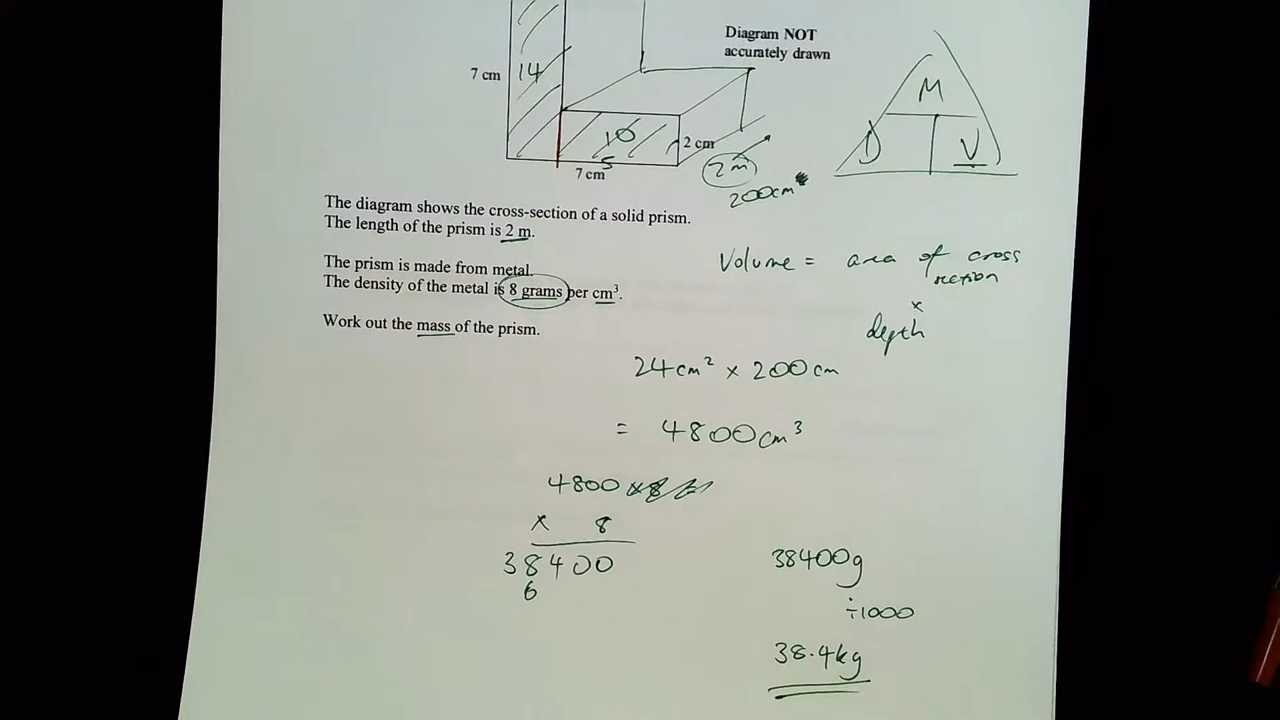 Diagram NOT
accurately drawn
7 cm
14
M
D
V
10
2 cm
5
7 cm
2m
200cm
The diagram shows the cross-section of a solid prism.
The length of the prism is 2 m.
The prism is made from metal.
The density of the metal is 8 grams per cm³.
Work out the mass of the prism.
Volume = area of cross
section
×
depth
24cm² × 200cm
= 4800cm³
4800
× 8
38400
6
38400g
÷1000
38.4kg